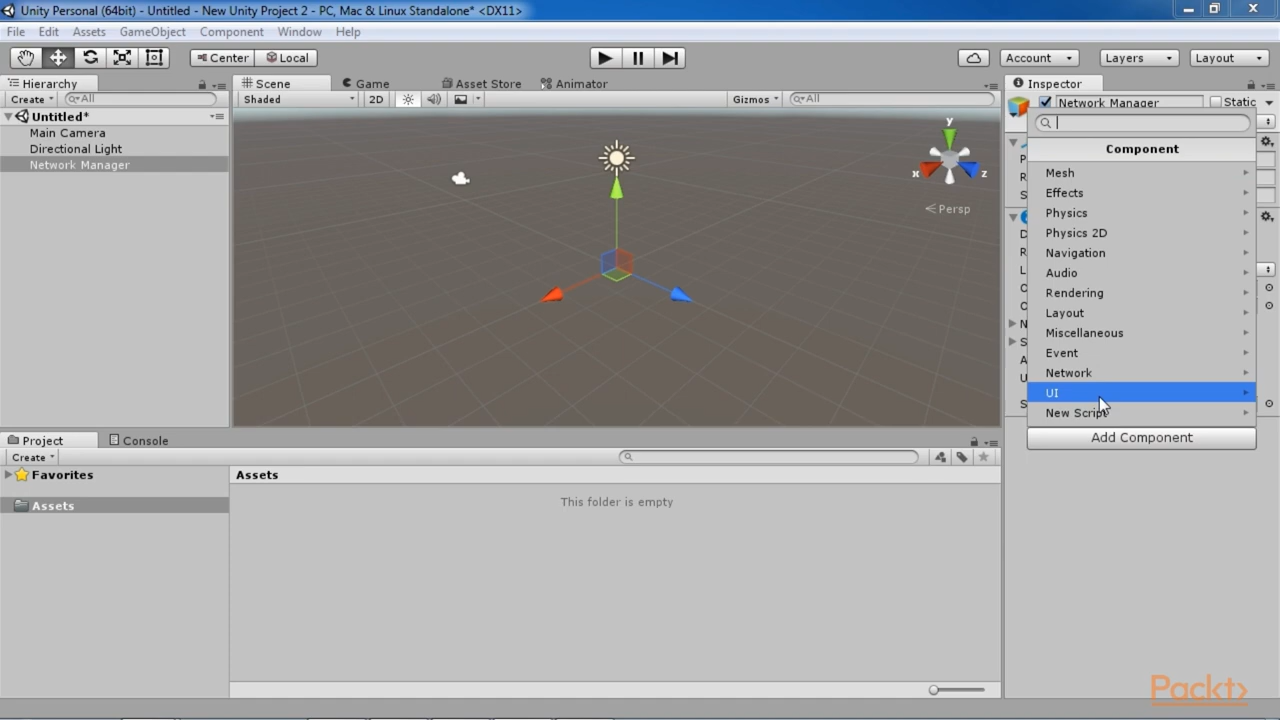 Unity Personal (64bit) - Untitled - New Unity Project 2 - PC, Mac & Linux Standalone* <DX11>
File Edit Assets GameObject Component Window Help
Center Local Account Layers Layout
Hierarchy
Create All
Untitled*
Main Camera
Directional Light
Network Manager
Scene Game Asset Store Animator
Shaded 2D Gizmos All
y
x z
Persp
Inspector
Network Manager Static
Component
Mesh
Effects
Physics
Physics 2D
Navigation
Audio
Rendering
Layout
Miscellaneous
Event
Network
UI
New Script
Add Component
P
R
S
D
R
L
C
C
N
S
A
U
S
Project Console
Create
Favorites
Assets
Assets
This folder is empty
Packt